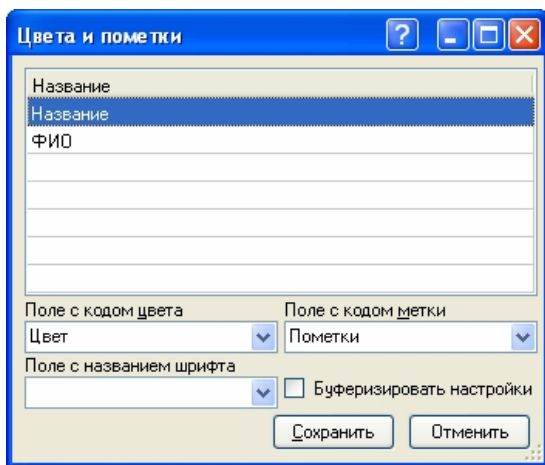 Цвета и пометки
Название
Название
ФИО
Поле с кодом цвета Поле с кодом метки
Цвет Пометки
Поле с названием шрифта
Буферизировать настройки
Сохранить Отменить